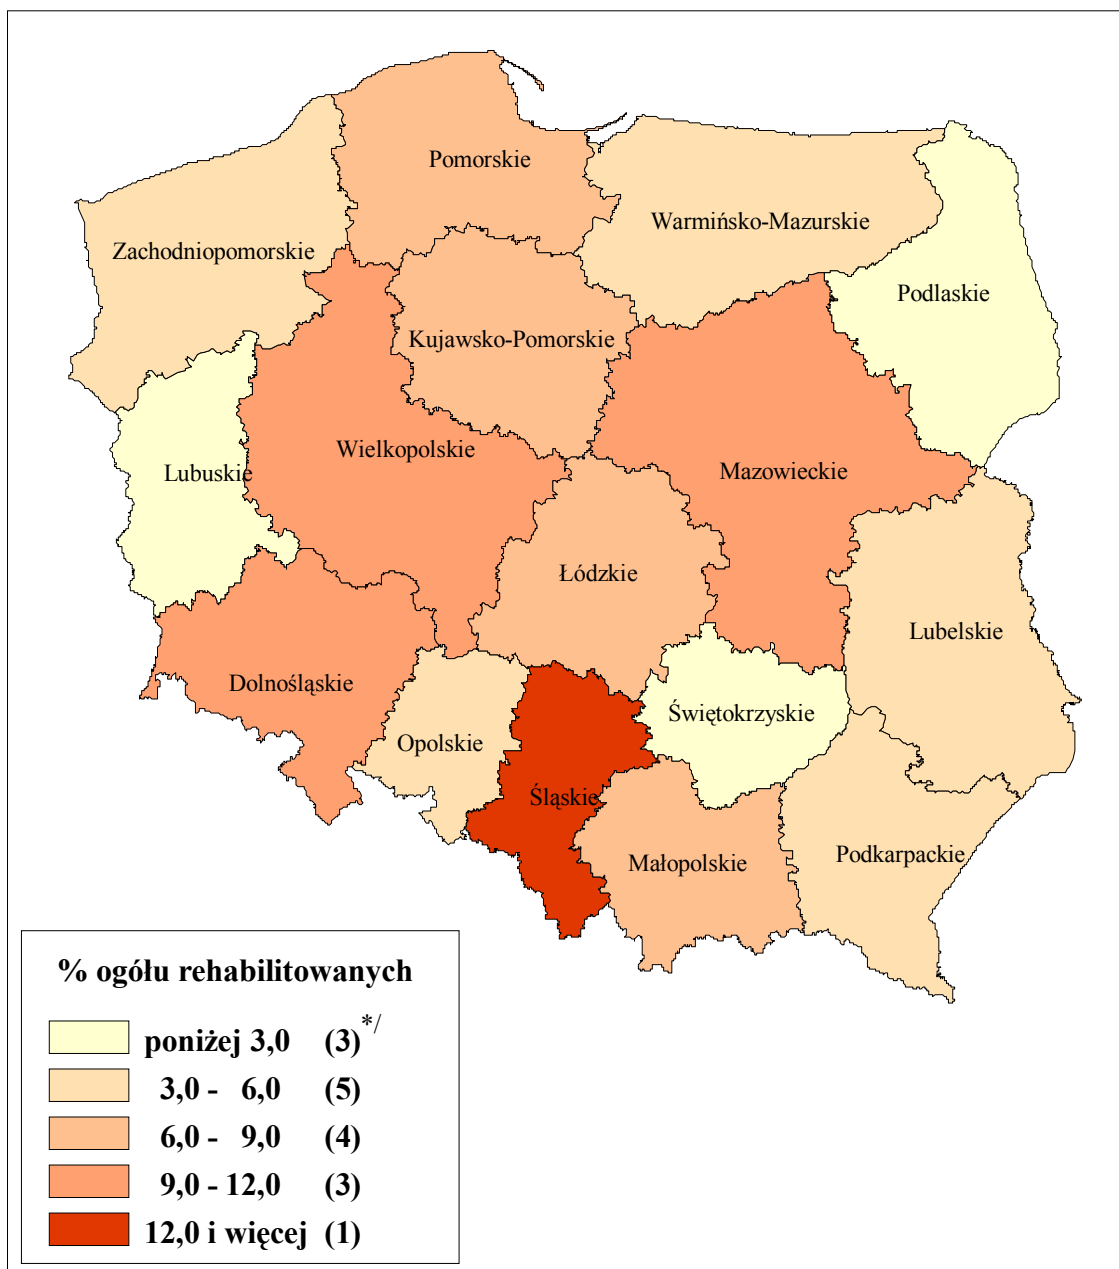 Pomorskie
Warmińsko-Mazurskie
Zachodniopomorskie
Podlaskie
Kujawsko-Pomorskie
Wielkopolskie
Mazowieckie
Lubuskie
Łódzkie
Lubelskie
Dolnośląskie
Świętokrzyskie
Opolskie
Śląskie
Małopolskie
Podkarpackie
% ogółu rehabilitowanych
poniżej 3,0 (3)*/
3,0 - 6,0 (5)
6,0 - 9,0 (4)
9,0 - 12,0 (3)
12,0 i więcej (1)